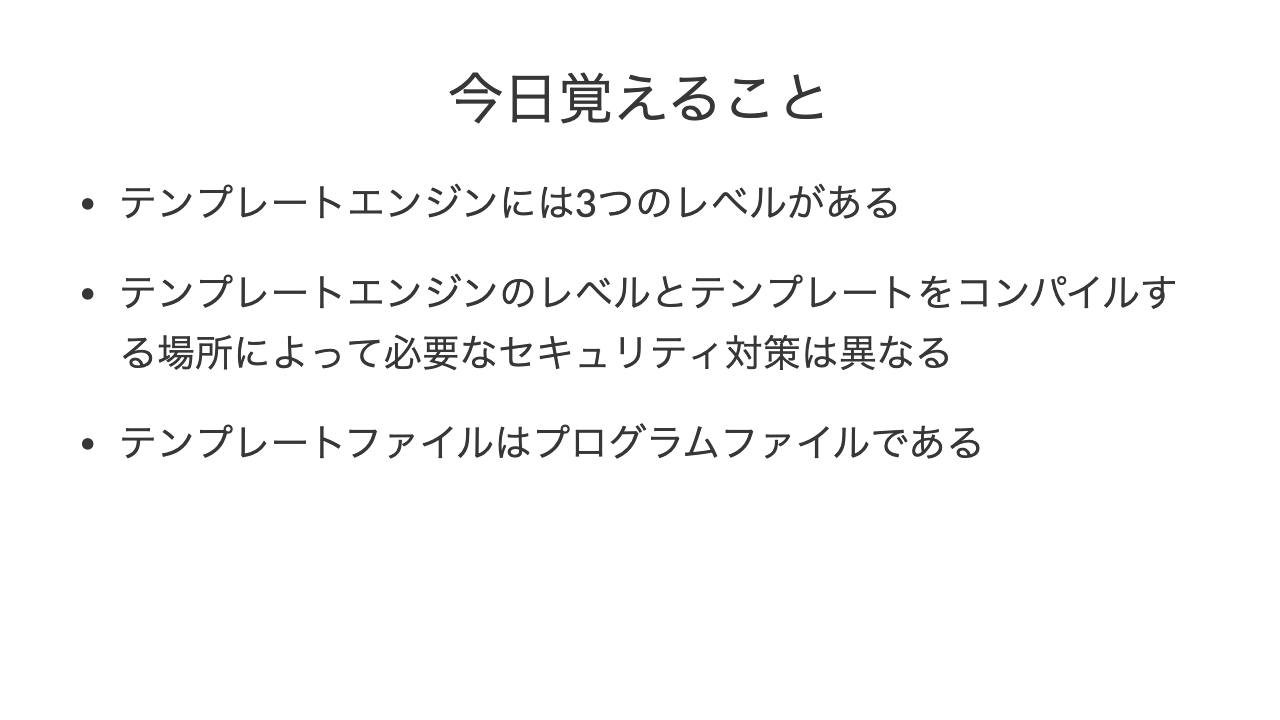 今日覚えること
• テンプレートエンジンには3つのレベルがある
• テンプレートエンジンのレベルとテンプレートをコンパイルす
る場所によって必要なセキュリティ対策は異なる
• テンプレートファイルはプログラムファイルである